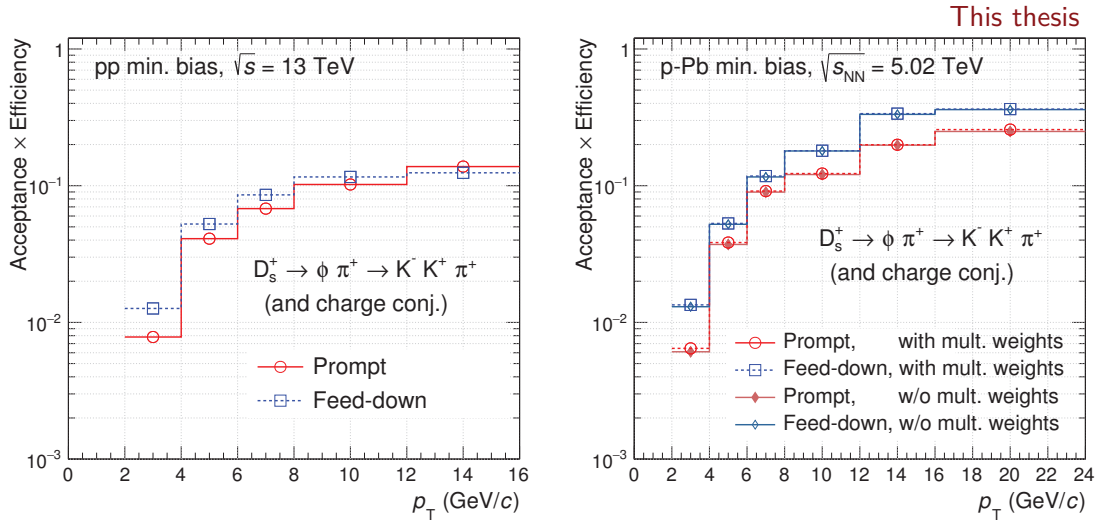 This thesis
pp min. bias, √s = 13 TeV
Acceptance × Efficiency
1
10⁻¹
10⁻²
10⁻³
D_s^+ → ϕ π⁺ → K⁻ K⁺ π⁺
(and charge conj.)
Prompt
Feed-down
0 2 4 6 8 10 12 14 16
p_T (GeV/c)
p-Pb min. bias, √s_NN = 5.02 TeV
Acceptance × Efficiency
1
10⁻¹
10⁻²
10⁻³
D_s^+ → ϕ π⁺ → K⁻ K⁺ π⁺
(and charge conj.)
Prompt, with mult. weights
Feed-down, with mult. weights
Prompt, w/o mult. weights
Feed-down, w/o mult. weights
0 2 4 6 8 10 12 14 16 18 20 22 24
p_T (GeV/c)